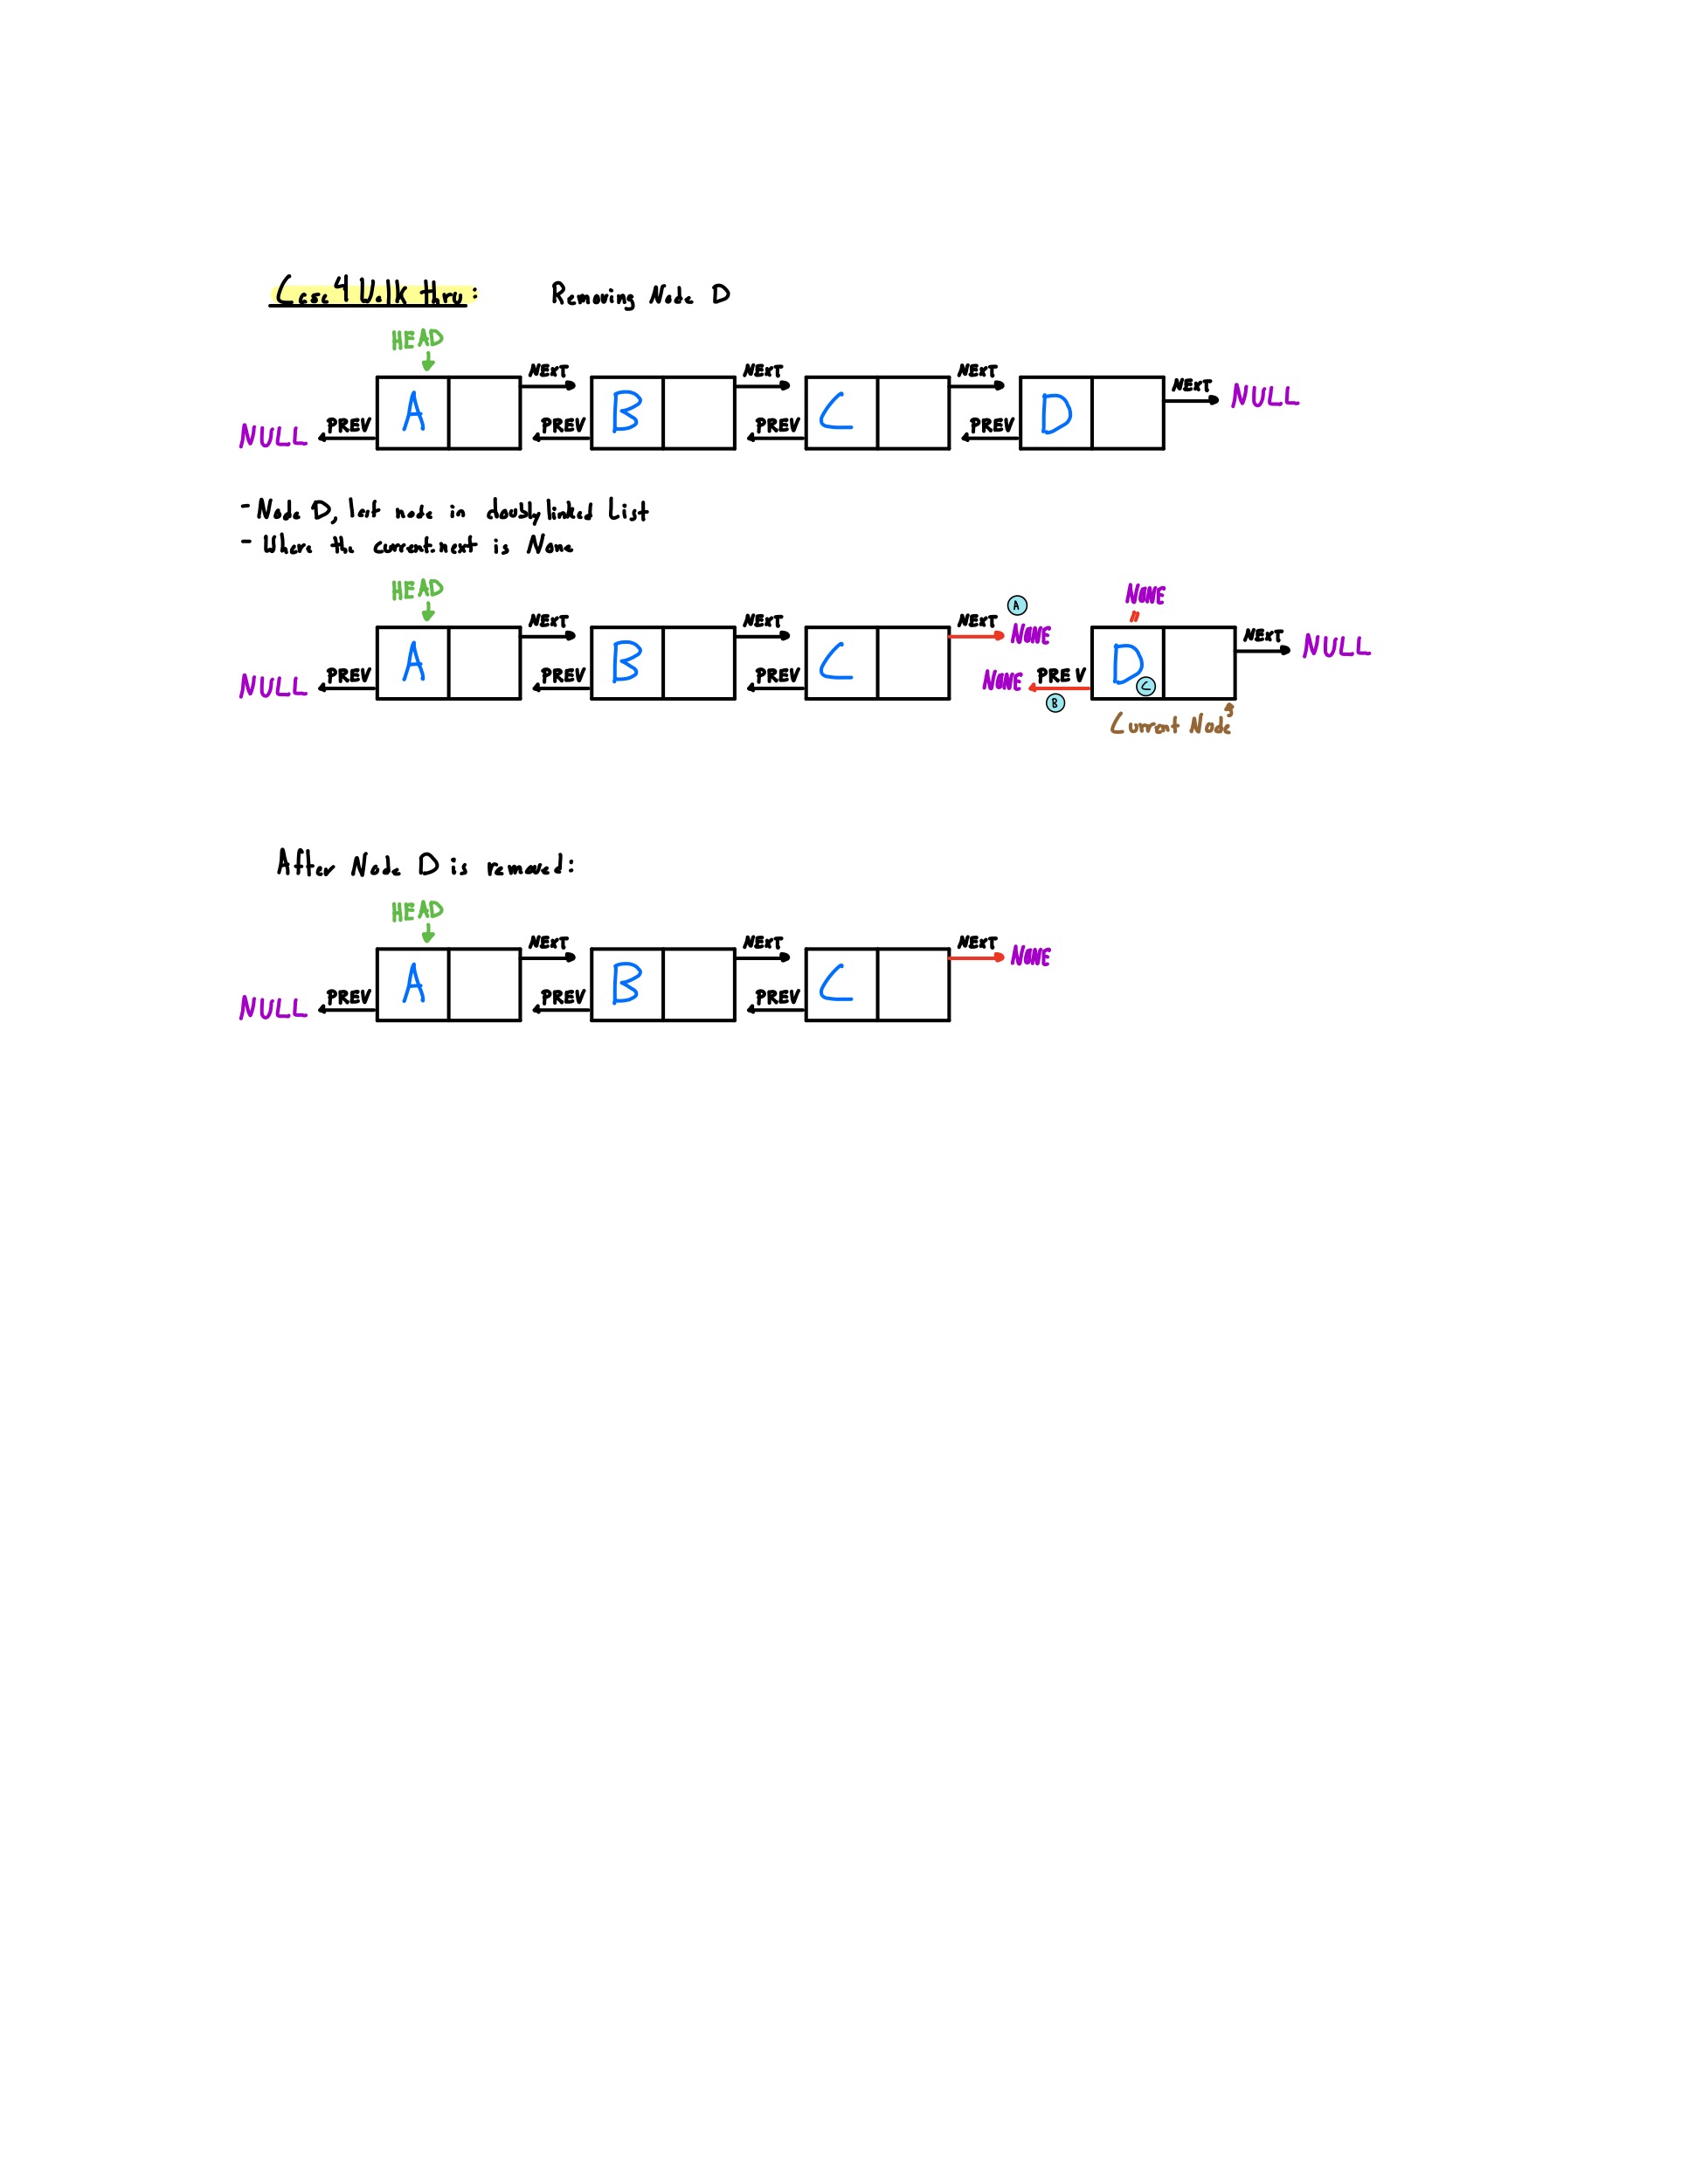 Case 4 Walk thru: Removing Node D
HEAD
NEXT NEXT NEXT NEXT
A B C D NULL
NULL PREV PREV PREV PREV
- Node D, last node in doubly linked List
- Where the current.next is None
HEAD NONE
A
NEXT NEXT NEXT NONE NEXT
A B C D NULL
NULL PREV PREV PREV NONE PREV C
B
Current Node
After Node D is removed:
HEAD
NEXT NEXT NEXT NONE
A B C
NULL PREV PREV PREV